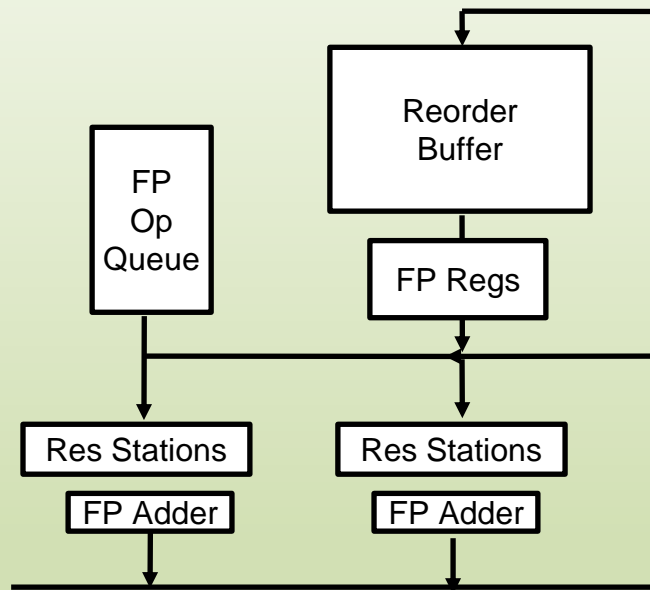 Reorder
Buffer
FP
Op
Queue
FP Regs
Res Stations
Res Stations
FP Adder
FP Adder